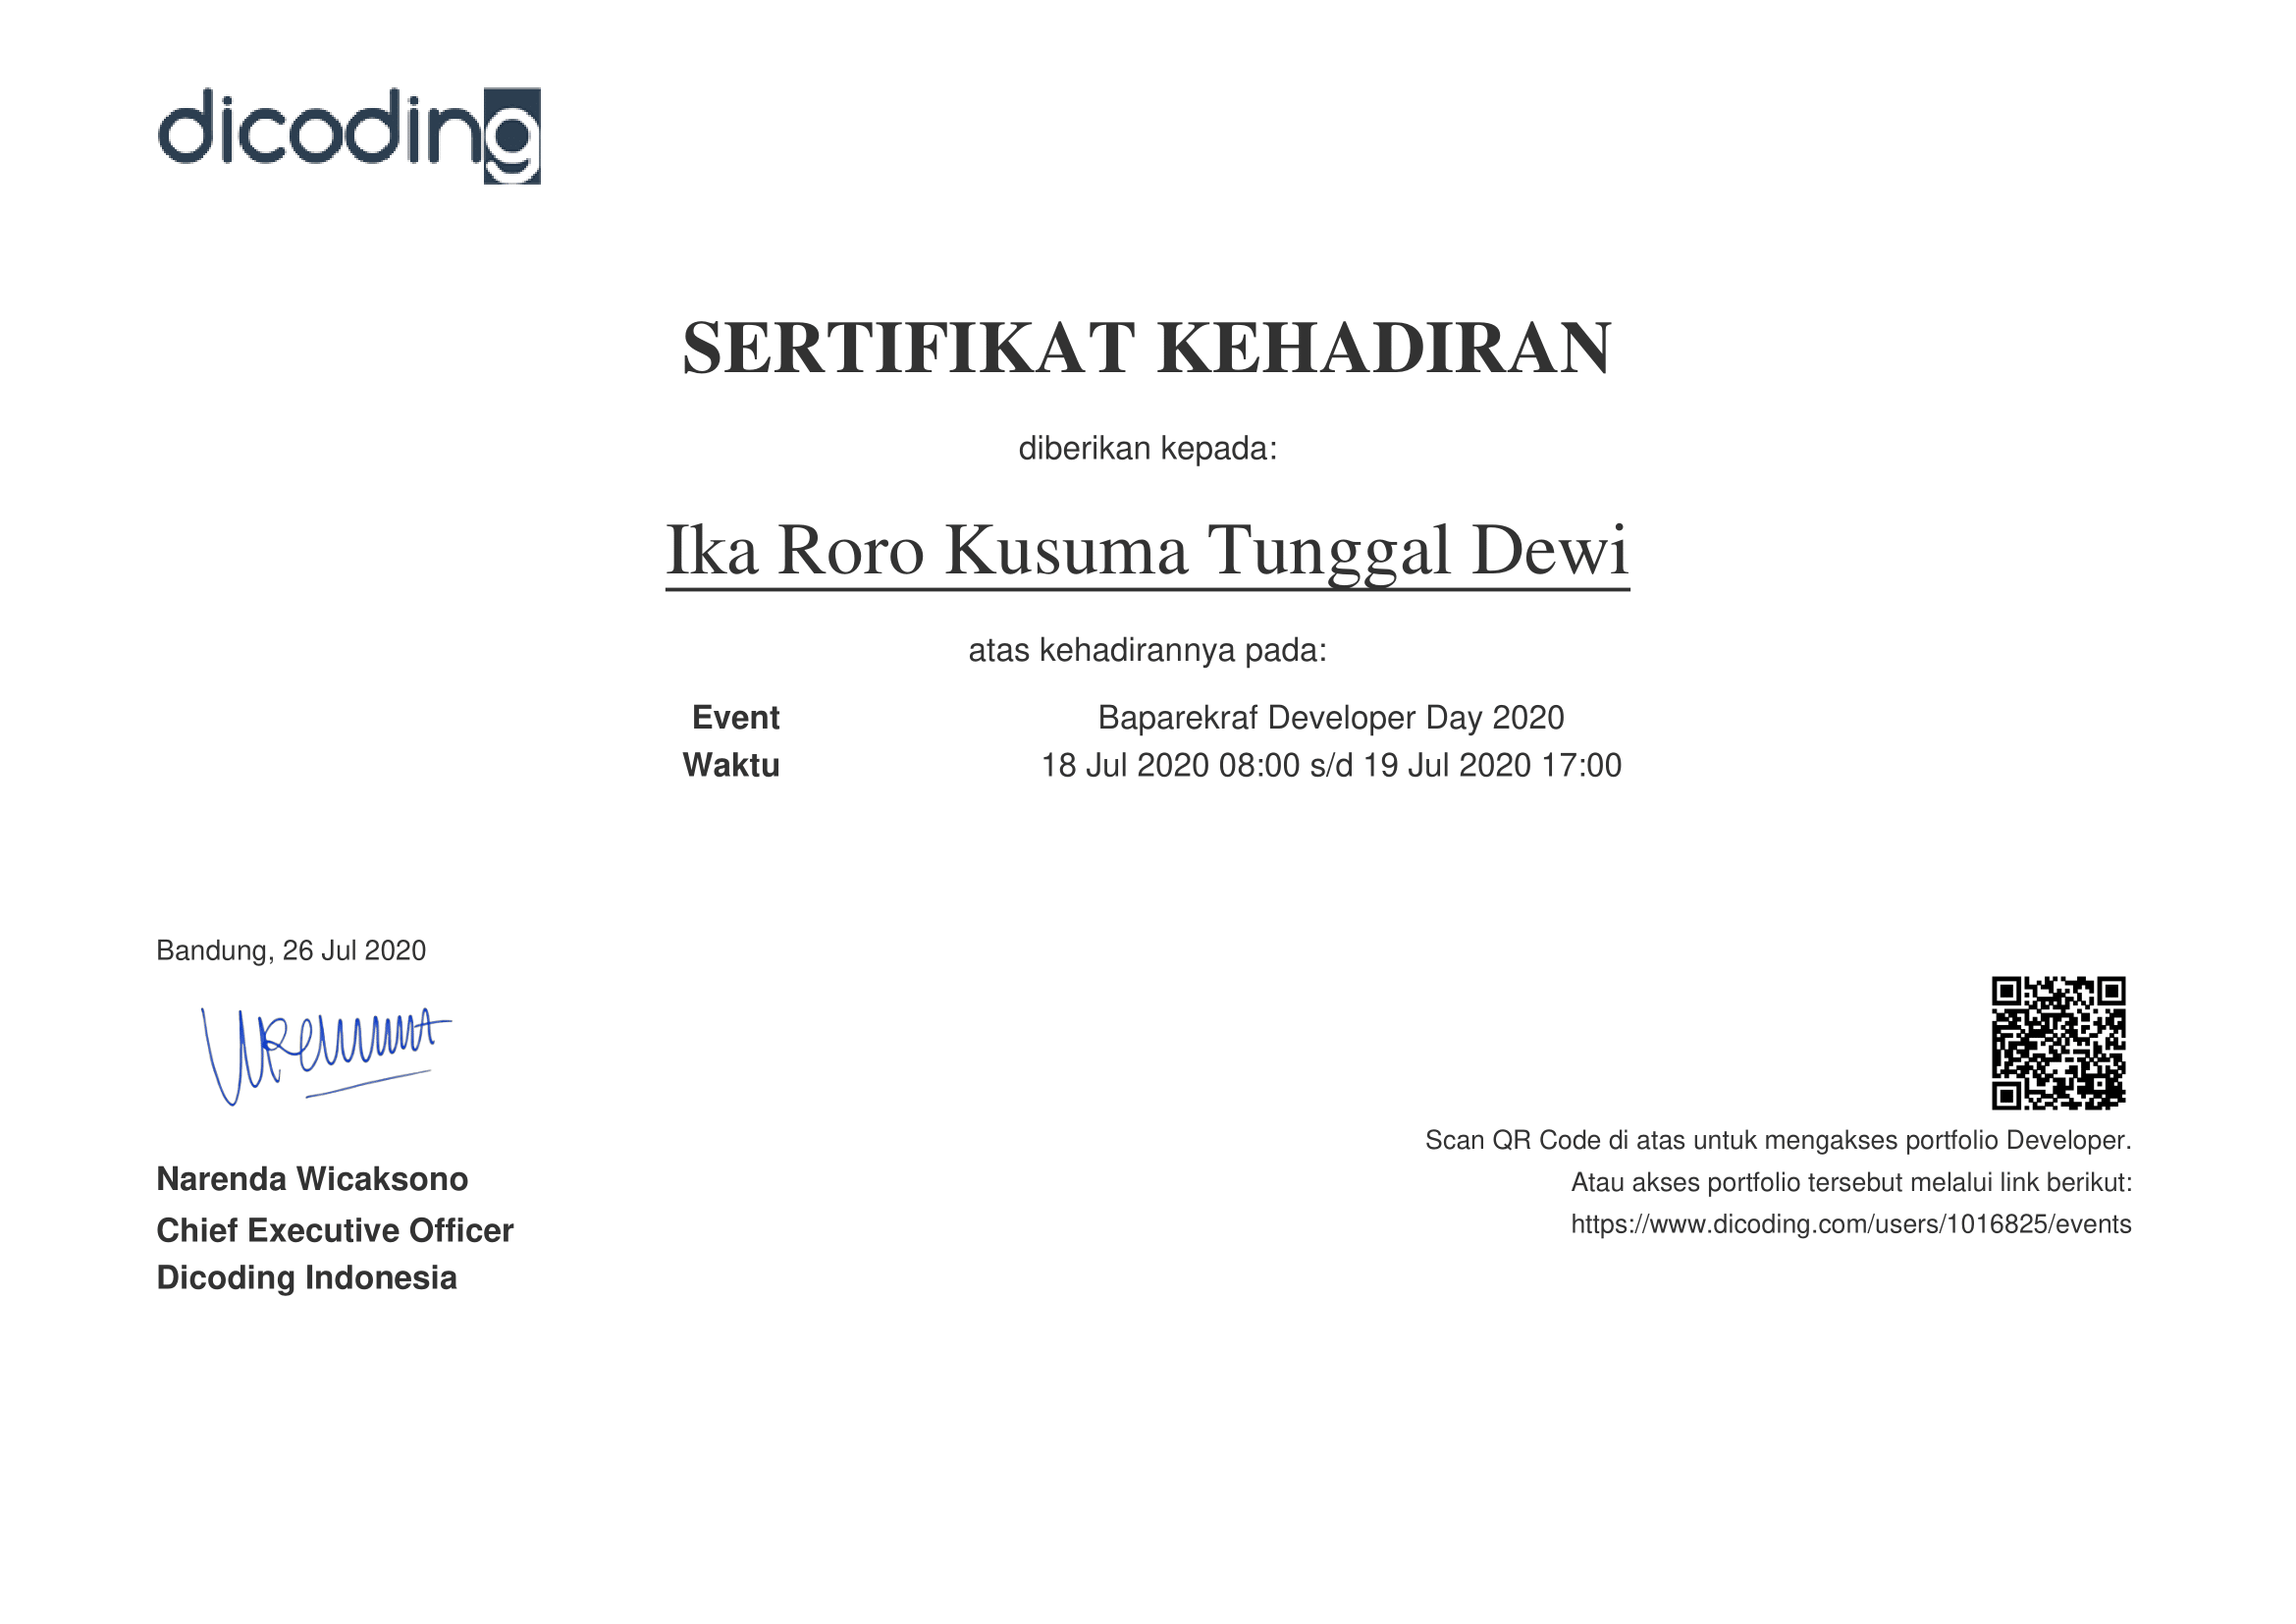 dicoding
SERTIFIKAT KEHADIRAN
diberikan kepada:
Ika Roro Kusuma Tunggal Dewi
atas kehadirannya pada:
Event Baparekraf Developer Day 2020
Waktu 18 Jul 2020 08:00 s/d 19 Jul 2020 17:00
Bandung, 26 Jul 2020
Narenda Wicaksono
Chief Executive Officer
Dicoding Indonesia
Scan QR Code di atas untuk mengakses portfolio Developer.
Atau akses portfolio tersebut melalui link berikut:
https://www.dicoding.com/users/1016825/events